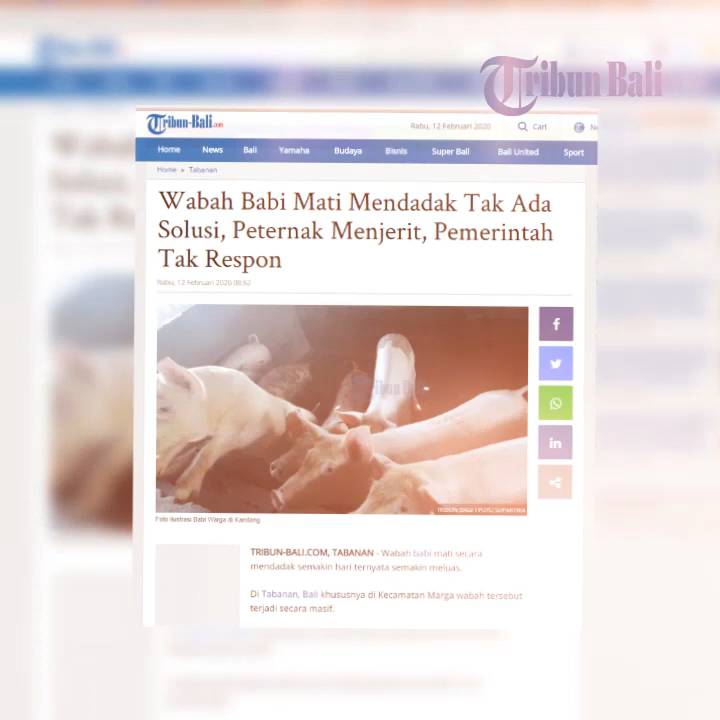 Tribun Bali
Tribun-Bali.com
Rabu, 12 Februari 2020
Cari
Home News Bali Yamaha Budaya Bisnis Super Ball Bali United Sport
Home » Tabanan
Wabah Babi Mati Mendadak Tak Ada
Solusi, Peternak Menjerit, Pemerintah
Tak Respon
Rabu, 12 Februari 2020 08:52
Tribun Bali
TRIBUN BALI/ I PUTU SUPARTIKA
Foto ilustrasi Babi Warga di Kandang
TRIBUN-BALI.COM, TABANAN - Wabah babi mati secara
mendadak semakin hari ternyata semakin meluas.
Di Tabanan, Bali khususnya di Kecamatan Marga wabah tersebut
terjadi secara masif.